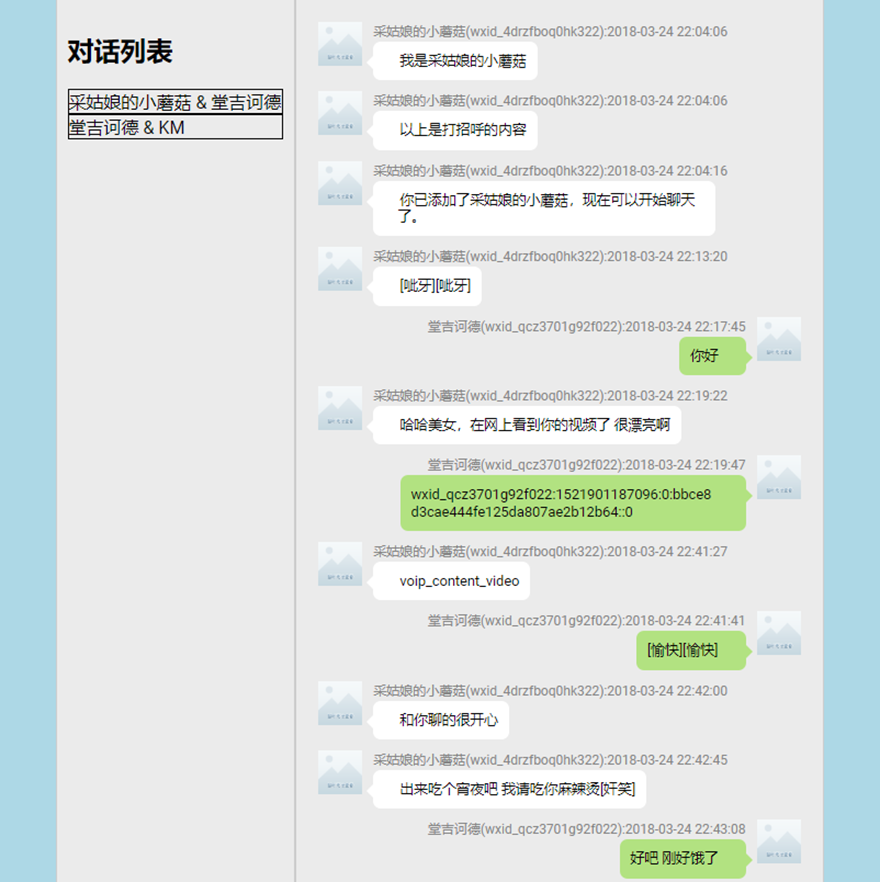 对话列表
采姑娘的小蘑菇 & 堂吉诃德
堂吉诃德 & KM
采姑娘的小蘑菇(wxid_4drzfboq0hk322):2018-03-24 22:04:06
我是采姑娘的小蘑菇
采姑娘的小蘑菇(wxid_4drzfboq0hk322):2018-03-24 22:04:06
以上是打招呼的内容
采姑娘的小蘑菇(wxid_4drzfboq0hk322):2018-03-24 22:04:16
你已添加了采姑娘的小蘑菇，现在可以开始聊天
了。
采姑娘的小蘑菇(wxid_4drzfboq0hk322):2018-03-24 22:13:20
[呲牙][呲牙]
堂吉诃德(wxid_qcz3701g92f022):2018-03-24 22:17:45
你好
采姑娘的小蘑菇(wxid_4drzfboq0hk322):2018-03-24 22:19:22
哈哈美女，在网上看到你的视频了 很漂亮啊
堂吉诃德(wxid_qcz3701g92f022):2018-03-24 22:19:47
wxid_qcz3701g92f022:1521901187096:0:bbce8
d3cae444fe125da807ae2b12b64::0
采姑娘的小蘑菇(wxid_4drzfboq0hk322):2018-03-24 22:41:27
voip_content_video
堂吉诃德(wxid_qcz3701g92f022):2018-03-24 22:41:41
[愉快][愉快]
采姑娘的小蘑菇(wxid_4drzfboq0hk322):2018-03-24 22:42:00
和你聊的很开心
采姑娘的小蘑菇(wxid_4drzfboq0hk322):2018-03-24 22:42:45
出来吃个宵夜吧 我请吃你麻辣烫[奸笑]
堂吉诃德(wxid_qcz3701g92f022):2018-03-24 22:43:08
好吧 刚好饿了